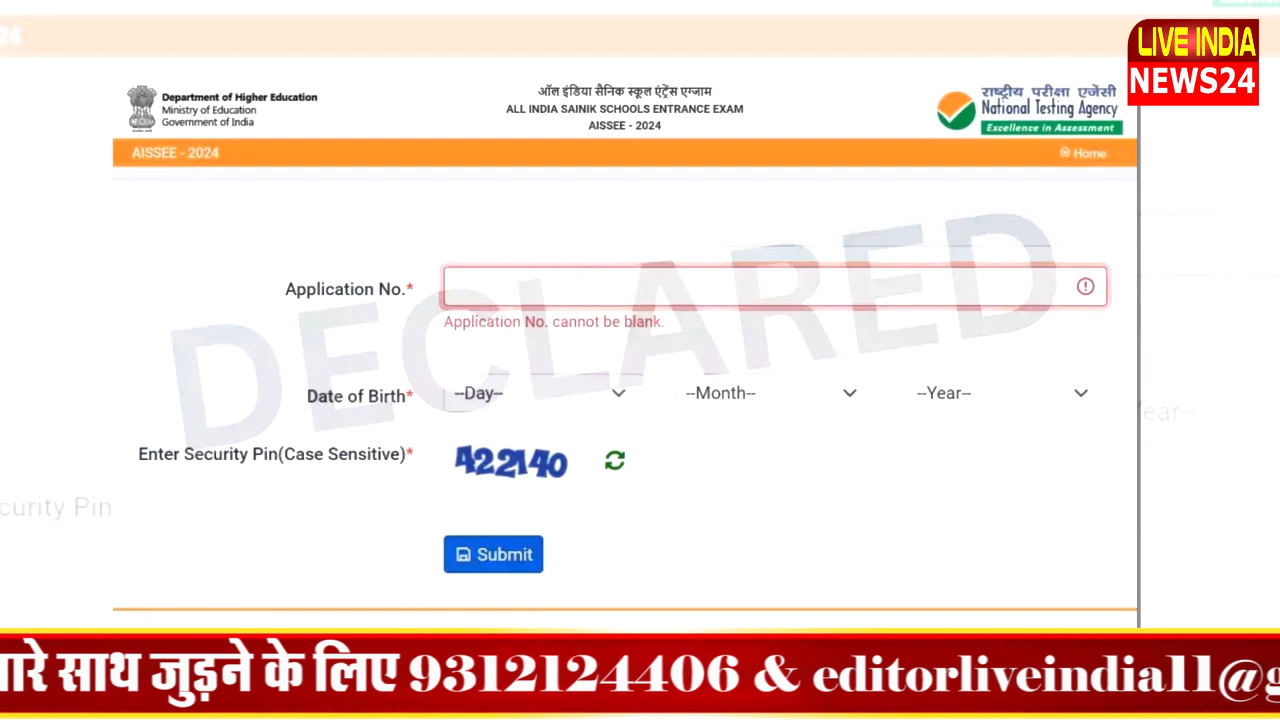 24
LIVE INDIA
NEWS24
Department of Higher Education
Ministry of Education
Government of India
ऑल इंडिया सैनिक स्कूल एंट्रेंस एग्जाम
ALL INDIA SAINIK SCHOOLS ENTRANCE EXAM
AISSEE - 2024
राष्ट्रीय परीक्षा एजेंसी
National Testing Agency
Excellence in Assessment
AISSEE - 2024
Home
DECLARED
Application No.*
Application No. cannot be blank.
Date of Birth*
--Day--
--Month--
--Year--
ear--
Enter Security Pin(Case Sensitive)*
422140
curity Pin
Submit
ारे साथ जुड़ने के लिए 9312124406 & editorliveindia11@g